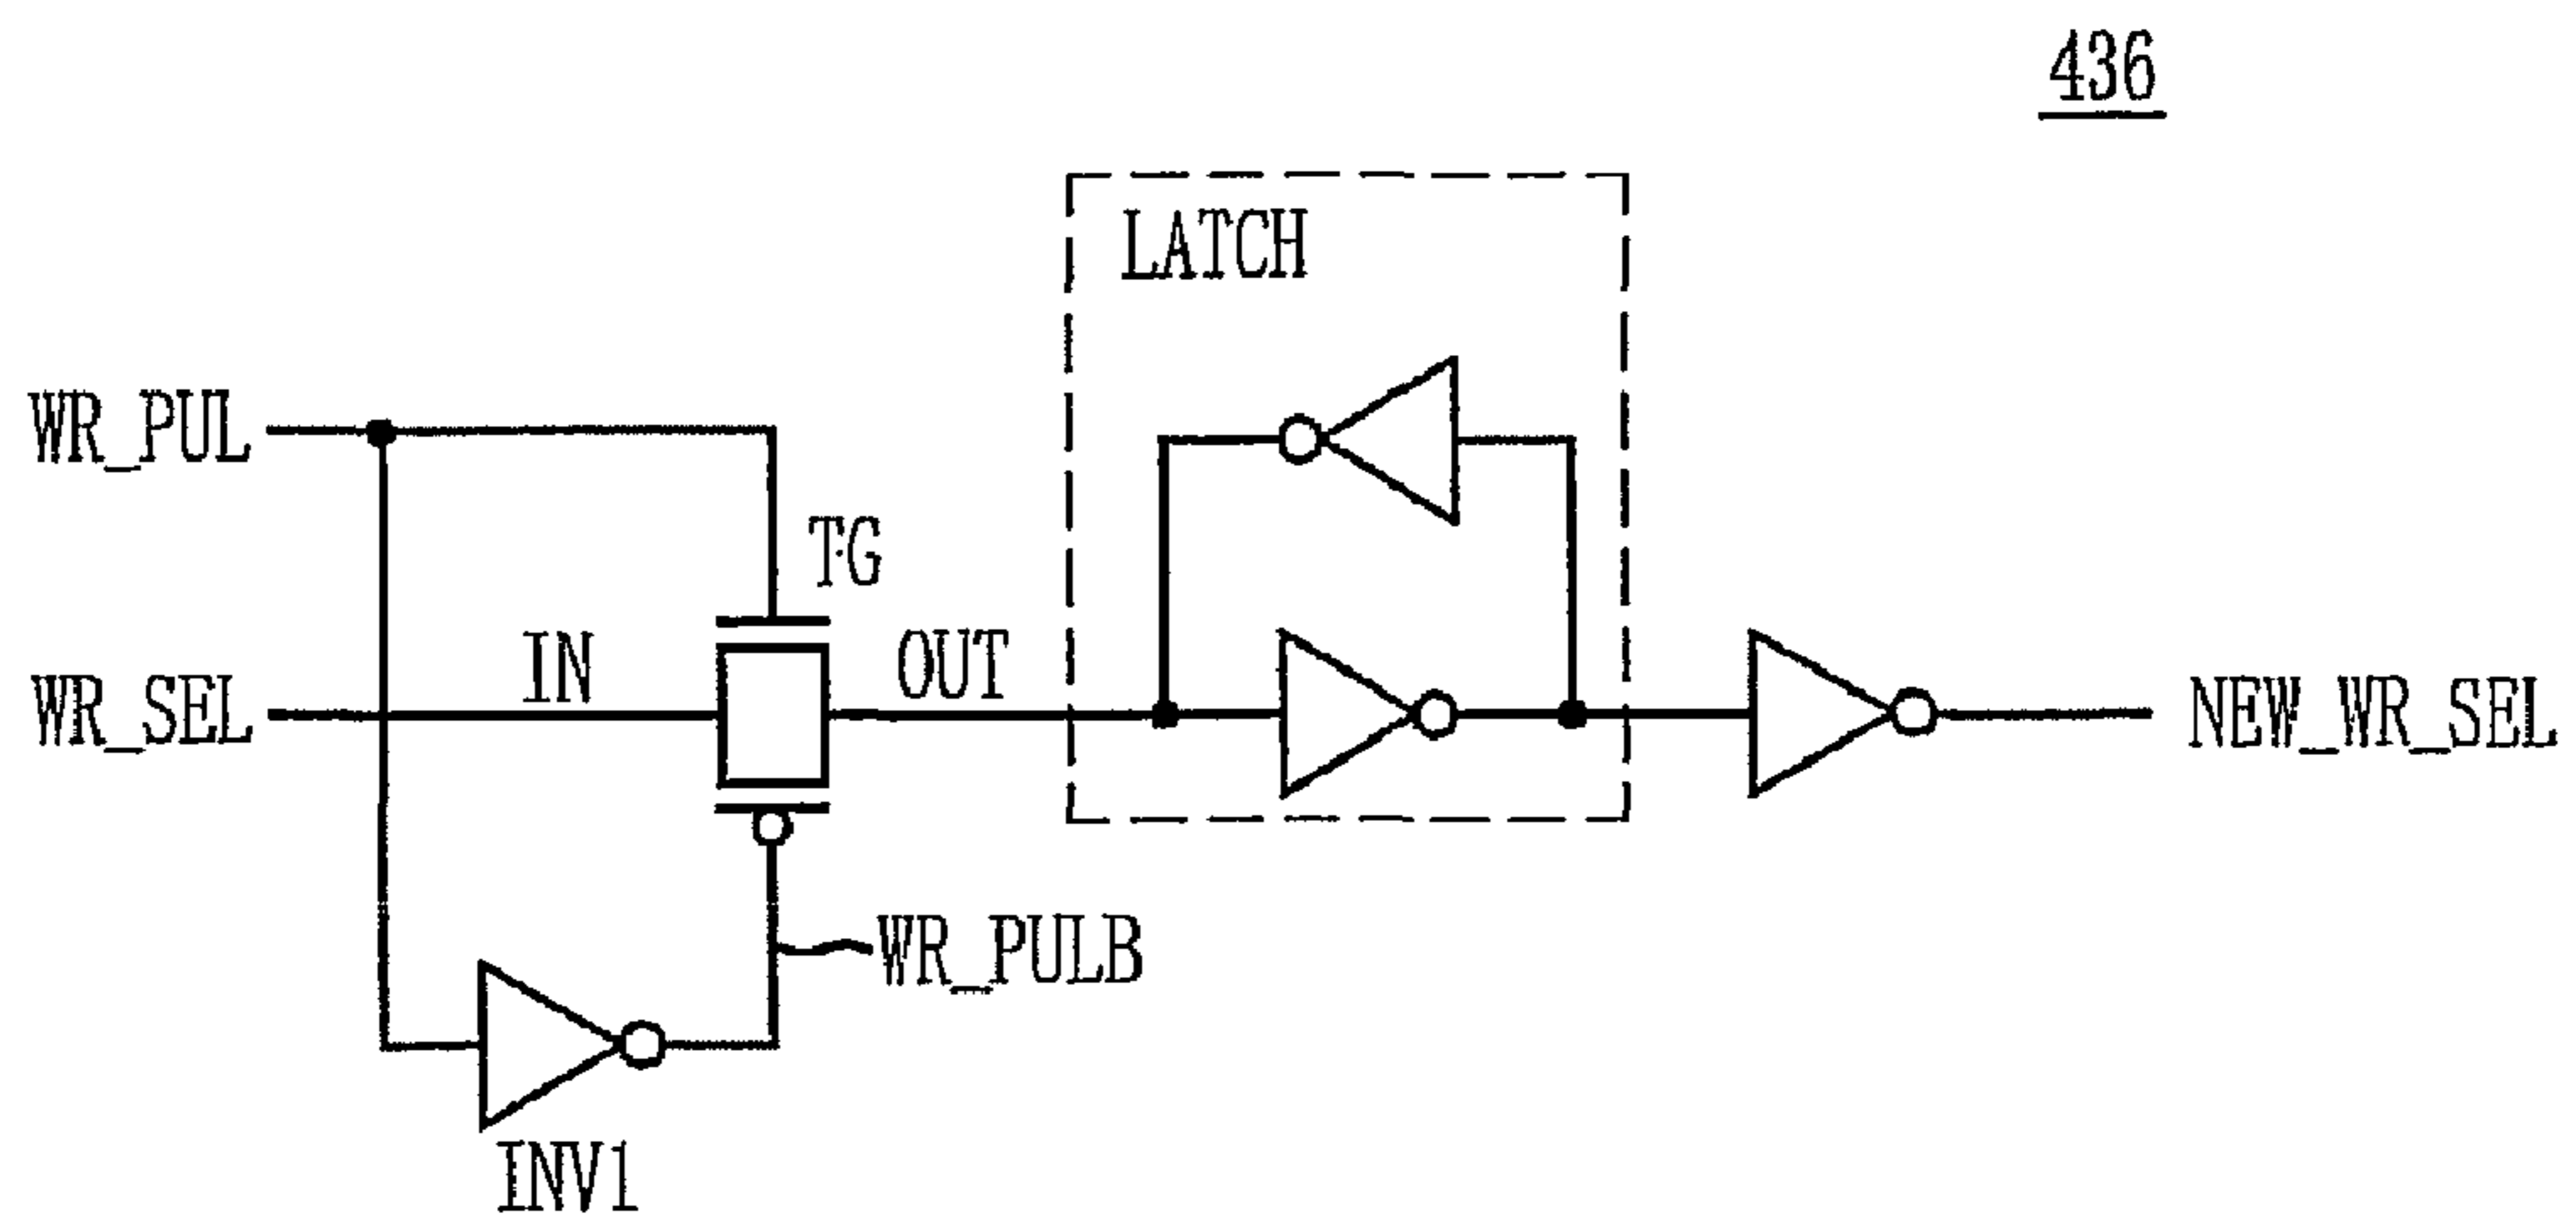 436
LATCH
WR_PUL
TG
IN
OUT
WR_SEL
NEW_WR_SEL
WR_PULB
INV1